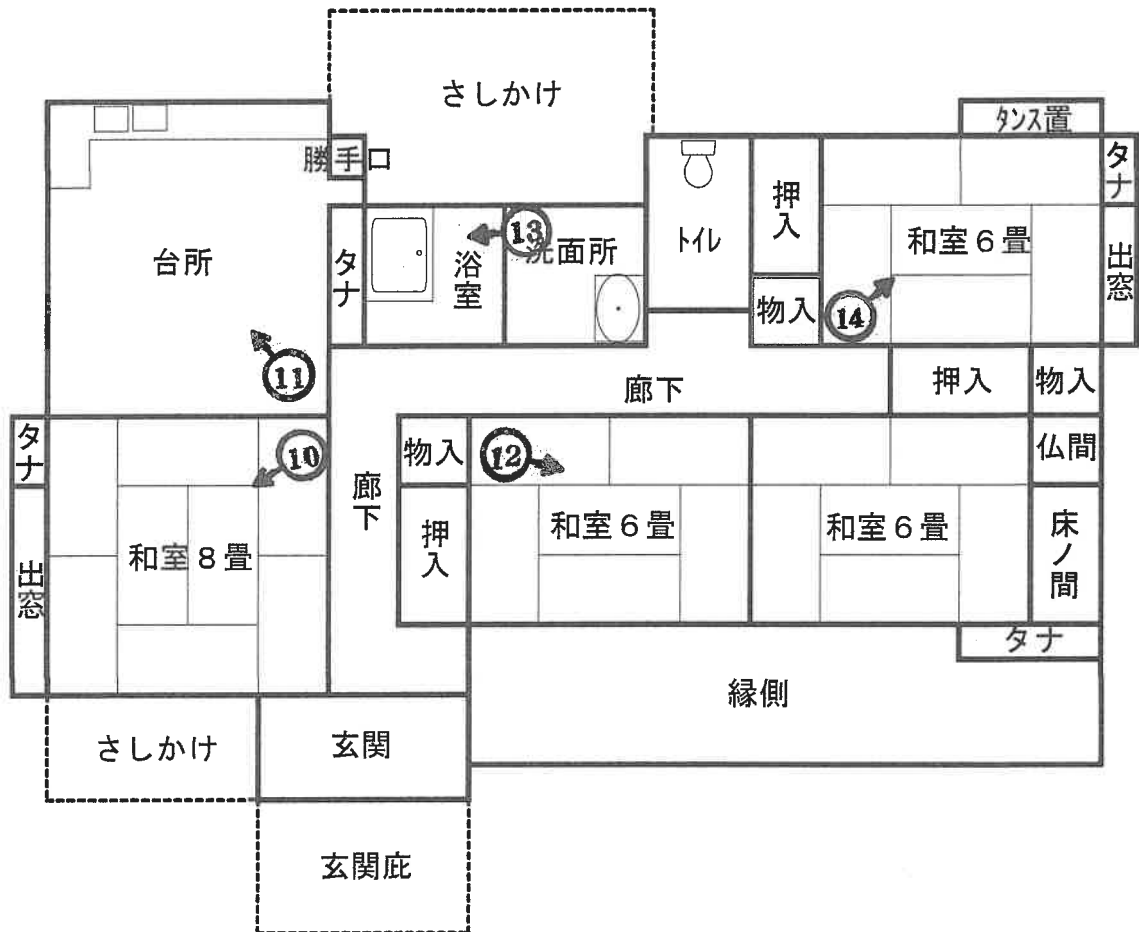 さしかけ
タンス置
勝手口
タナ
押入
トイレ
和室６畳
台所
タナ
浴室
⑬
洗面所
出窓
物入
⑭
⑪
廊下
押入
物入
タナ
⑩
物入
⑫
仏間
廊下
和室８畳
押入
和室６畳
和室６畳
床ノ間
出窓
タナ
縁側
さしかけ
玄関
玄関庇